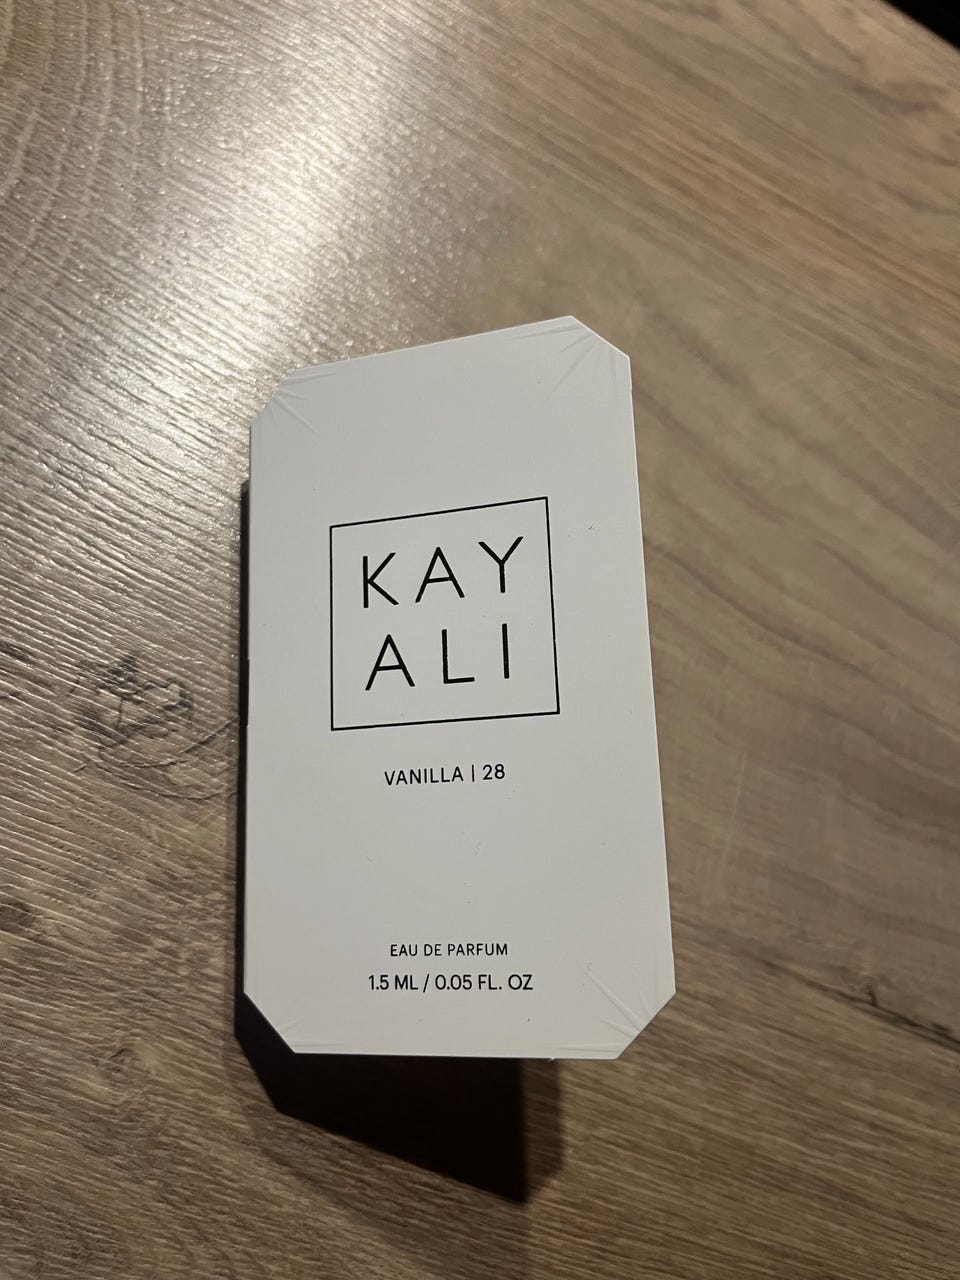 KAY
ALI
VANILLA | 28
EAU DE PARFUM
1.5 ML / 0.05 FL. OZ